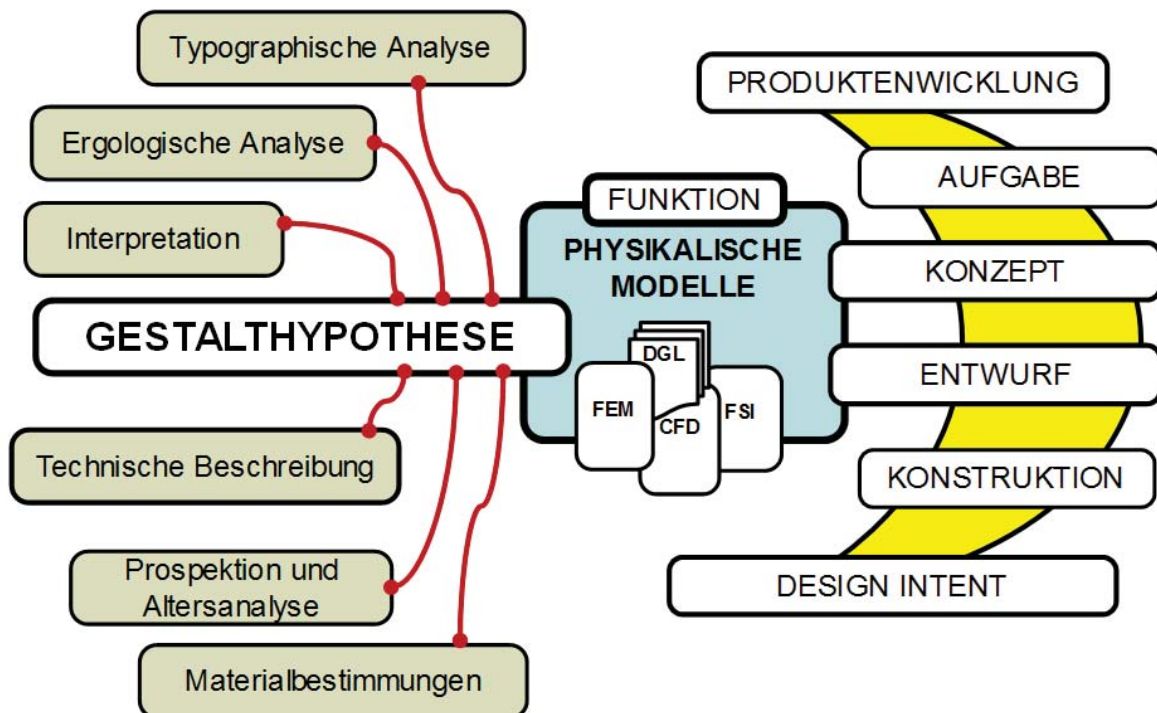 Typographische Analyse
Ergologische Analyse
Interpretation
GESTALTHYPOTHESE
Technische Beschreibung
Prospektion und
Altersanalyse
Materialbestimmungen
FUNKTION
PHYSIKALISCHE
MODELLE
DGL
FEM
CFD
FSI
PRODUKTENWICKLUNG
AUFGABE
KONZEPT
ENTWURF
KONSTRUKTION
DESIGN INTENT